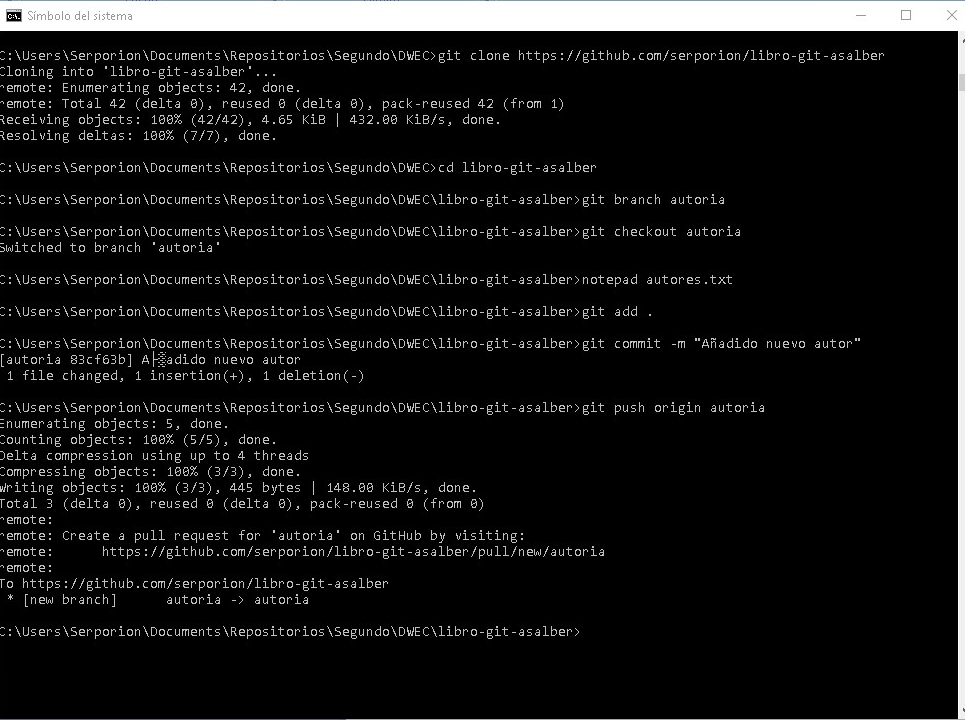 Símbolo del sistema
C:\Users\Serporion\Documents\Repositorios\Segundo\DWEC>git clone https://github.com/serporion/libro-git-asalber
Cloning into 'libro-git-asalber'...
remote: Enumerating objects: 42, done.
remote: Total 42 (delta 0), reused 0 (delta 0), pack-reused 42 (from 1)
Receiving objects: 100% (42/42), 4.65 KiB | 432.00 KiB/s, done.
Resolving deltas: 100% (7/7), done.
C:\Users\Serporion\Documents\Repositorios\Segundo\DWEC>cd libro-git-asalber
C:\Users\Serporion\Documents\Repositorios\Segundo\DWEC\libro-git-asalber>git branch autoria
C:\Users\Serporion\Documents\Repositorios\Segundo\DWEC\libro-git-asalber>git checkout autoria
Switched to branch 'autoria'
C:\Users\Serporion\Documents\Repositorios\Segundo\DWEC\libro-git-asalber>notepad autores.txt
C:\Users\Serporion\Documents\Repositorios\Segundo\DWEC\libro-git-asalber>git add .
C:\Users\Serporion\Documents\Repositorios\Segundo\DWEC\libro-git-asalber>git commit -m "Añadido nuevo autor"
[autoria 83cf63b] A├▒adido nuevo autor
1 file changed, 1 insertion(+), 1 deletion(-)
C:\Users\Serporion\Documents\Repositorios\Segundo\DWEC\libro-git-asalber>git push origin autoria
Enumerating objects: 5, done.
Counting objects: 100% (5/5), done.
Delta compression using up to 4 threads
Compressing objects: 100% (3/3), done.
Writing objects: 100% (3/3), 445 bytes | 148.00 KiB/s, done.
Total 3 (delta 0), reused 0 (delta 0), pack-reused 0 (from 0)
remote:
remote: Create a pull request for 'autoria' on GitHub by visiting:
remote:      https://github.com/serporion/libro-git-asalber/pull/new/autoria
remote:
To https://github.com/serporion/libro-git-asalber
* [new branch]      autoria -> autoria
C:\Users\Serporion\Documents\Repositorios\Segundo\DWEC\libro-git-asalber>